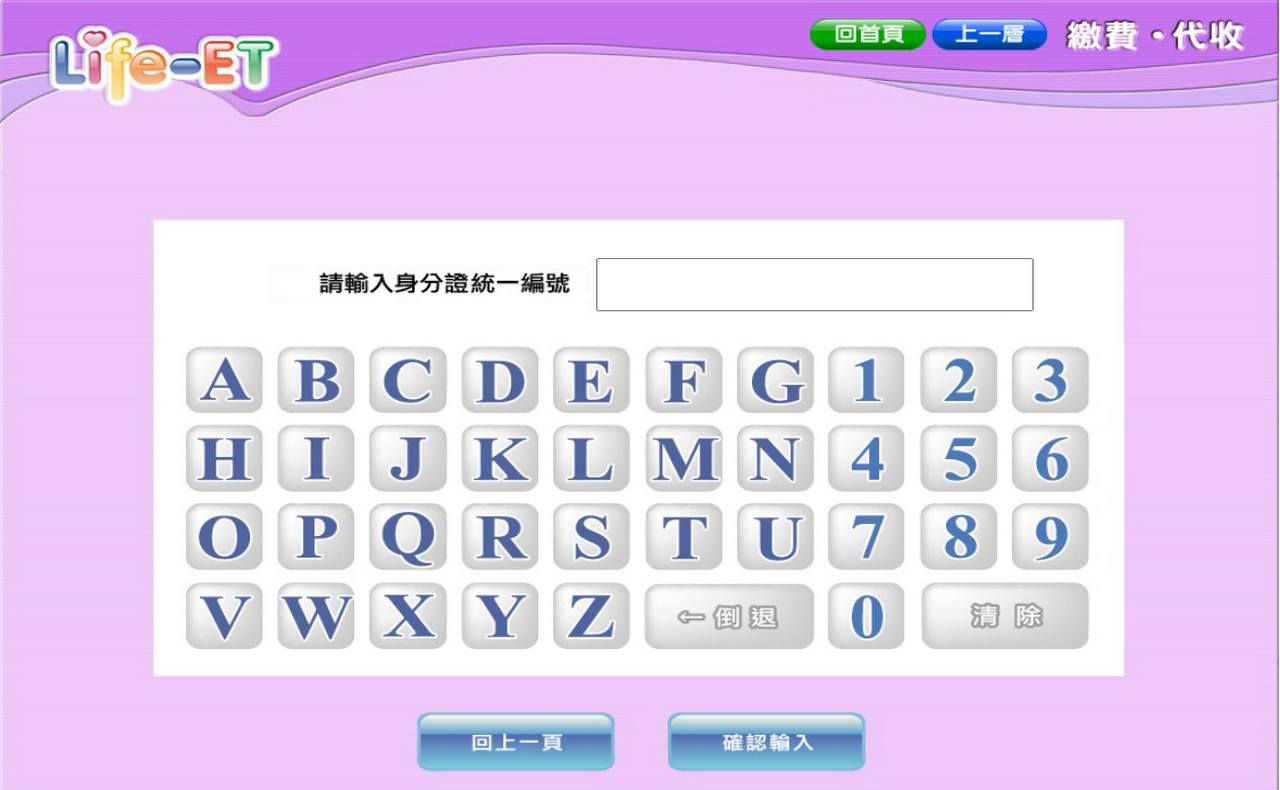 Life-ET 回首頁 上一層 繳費・代收
請輸入身分證統一編號
A B C D E F G 1 2 3
H I J K L M N 4 5 6
O P Q R S T U 7 8 9
V W X Y Z ⇐倒退 0 清除
回上一頁 確認輸入